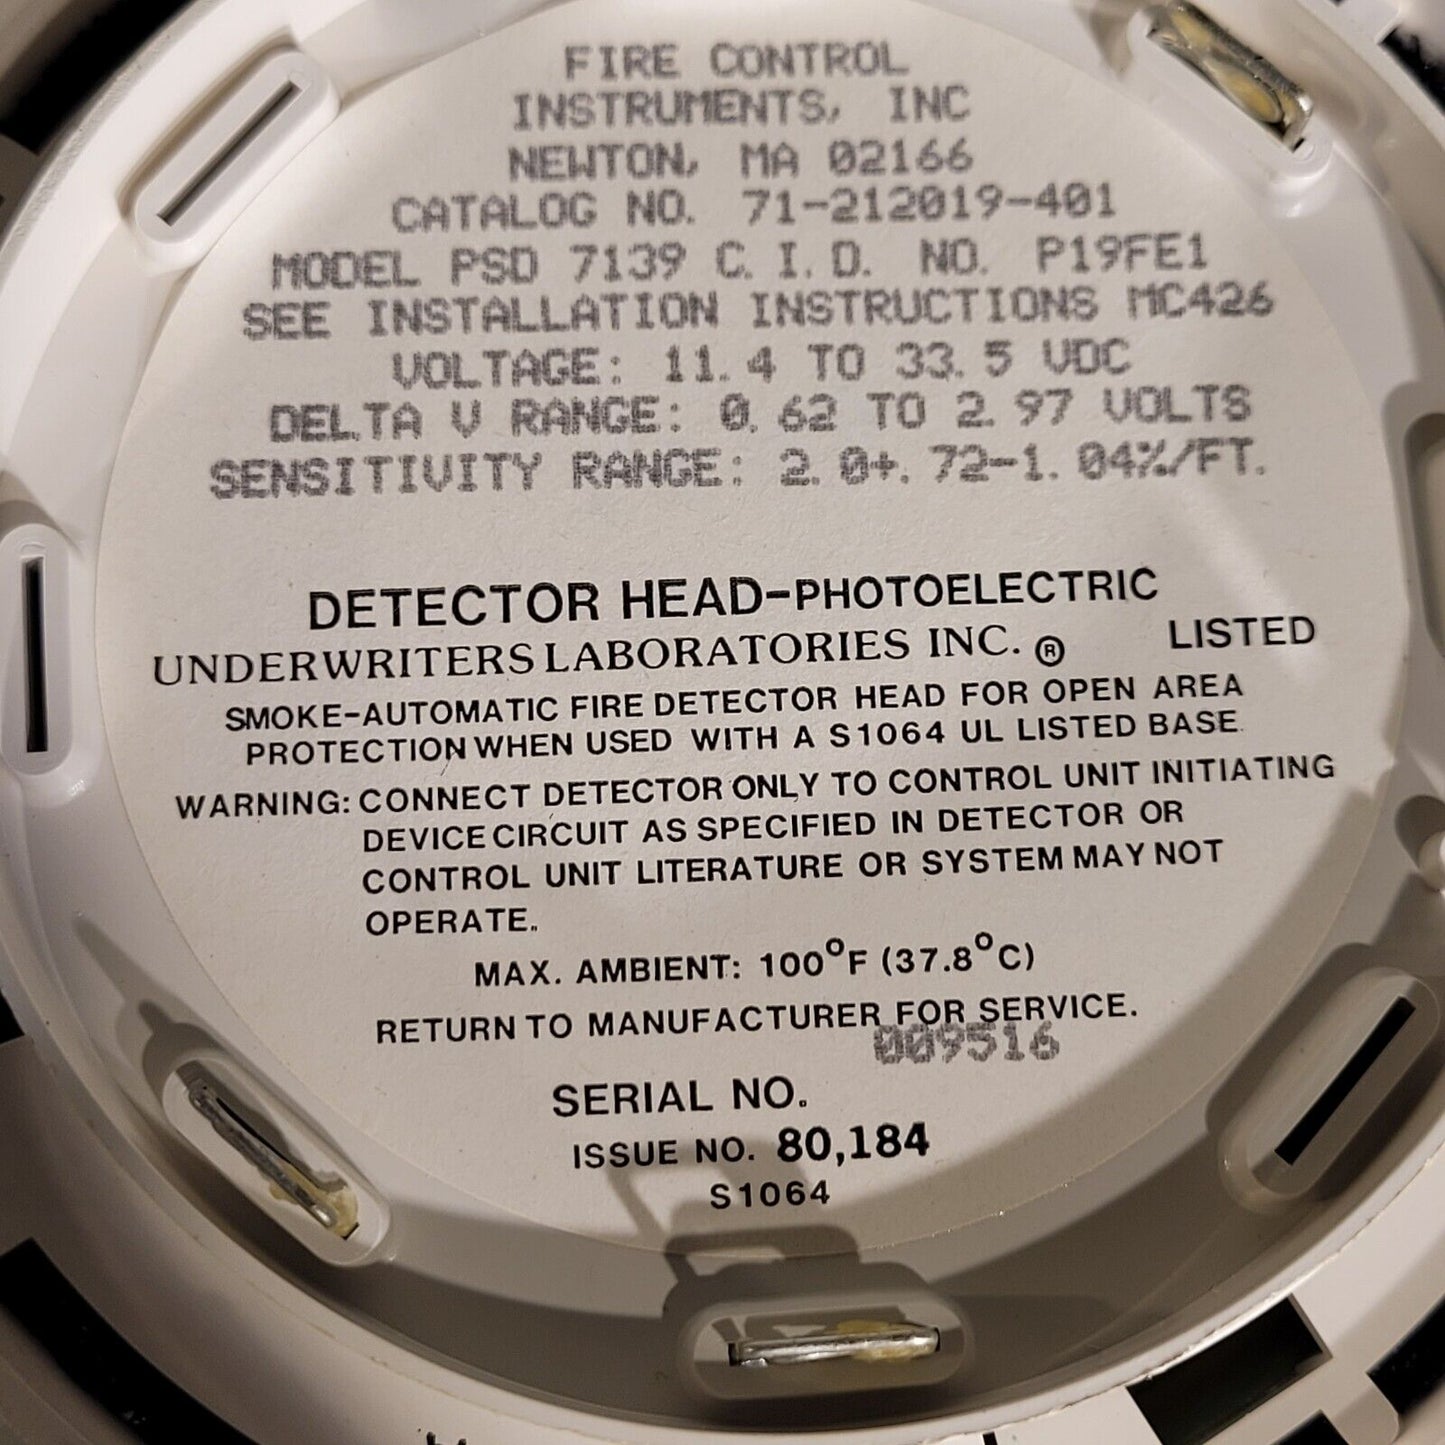 FIRE CONTROL
INSTRUMENTS, INC
NEWTON, MA 02166
CATALOG NO. 71-212019-401
MODEL PSD 7139 C.I.D. NO. P19FE1
SEE INSTALLATION INSTRUCTIONS MC426
VOLTAGE: 11.4 TO 33.5 VDC
DELTA V RANGE: 0.62 TO 2.97 VOLTS
SENSITIVITY RANGE: 2.0+.72-1.04%/FT.
DETECTOR HEAD-PHOTOELECTRIC
UNDERWRITERS LABORATORIES INC. ® LISTED
SMOKE-AUTOMATIC FIRE DETECTOR HEAD FOR OPEN AREA
PROTECTION WHEN USED WITH A S1064 UL LISTED BASE
WARNING: CONNECT DETECTOR ONLY TO CONTROL UNIT INITIATING
DEVICE CIRCUIT AS SPECIFIED IN DETECTOR OR
CONTROL UNIT LITERATURE OR SYSTEM MAY NOT
OPERATE.
MAX. AMBIENT: 100°F (37.8°C)
RETURN TO MANUFACTURER FOR SERVICE.
009516
SERIAL NO.
ISSUE NO. 80,184
S1064